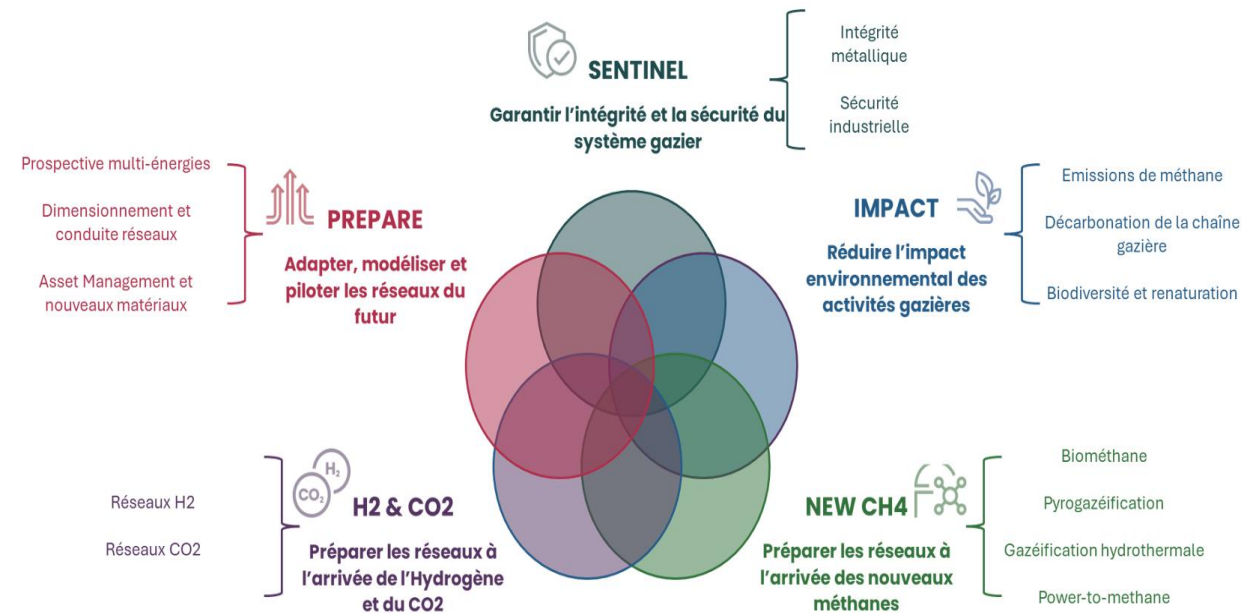 SENTINEL
Garantir l'intégrité et la sécurité du
système gazier
Intégrité
métallique
Sécurité
industrielle
Prospective multi-énergies
Dimensionnement et
conduite réseaux
Asset Management et
nouveaux matériaux
PREPARE
Adapter, modéliser et
piloter les réseaux du
futur
IMPACT
Réduire l'impact
environnemental des
activités gazières
Emissions de méthane
Décarbonation de la chaîne
gazière
Biodiversité et renaturation
Réseaux H2
Réseaux CO2
H₂
CO₂
H2 & CO2
Préparer les réseaux à
l'arrivée de l'Hydrogène
et du CO2
NEW CH4
Préparer les réseaux à
l'arrivée des nouveaux
méthanes
Biométhane
Pyrogazéification
Gazéification hydrothermale
Power-to-methane